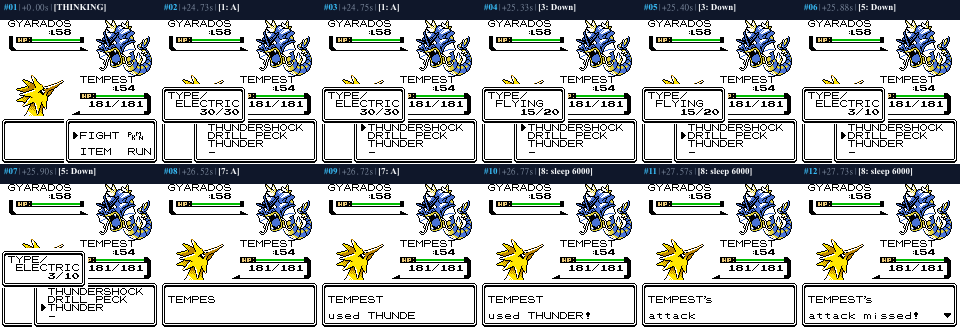 #01 | +0.00s | [THINKING]
GYARADOS
:L58
HP:
TEMPEST
:L54
HP:
181/181
▶FIGHT PKMN
ITEM RUN
#02 | +24.73s | [1: A]
GYARADOS
:L58
HP:
TEMPEST
:L54
TYPE/
ELECTRIC
30/30
181/181
THUNDERSHOCK
DRILL PECK
THUNDER
–
#03 | +24.75s | [1: A]
GYARADOS
:L58
HP:
TEMPEST
:L54
TYPE/
ELECTRIC
30/30
181/181
▶THUNDERSHOCK
DRILL PECK
THUNDER
–
#04 | +25.33s | [3: Down]
GYARADOS
:L58
HP:
TEMPEST
:L54
TYPE/
FLYING
15/20
181/181
▶THUNDERSHOCK
DRILL PECK
THUNDER
–
#05 | +25.40s | [3: Down]
GYARADOS
:L58
HP:
TEMPEST
:L54
TYPE/
FLYING
15/20
181/181
THUNDERSHOCK
▶DRILL PECK
THUNDER
–
#06 | +25.88s | [5: Down]
GYARADOS
:L58
HP:
TEMPEST
:L54
TYPE/
ELECTRIC
3/10
181/181
THUNDERSHOCK
▶DRILL PECK
THUNDER
–
#07 | +25.90s | [5: Down]
GYARADOS
:L58
HP:
TEMPEST
:L54
TYPE/
ELECTRIC
3/10
181/181
THUNDERSHOCK
DRILL PECK
▶THUNDER
–
#08 | +26.52s | [7: A]
GYARADOS
:L58
HP:
TEMPEST
:L54
HP:
181/181
TEMPES
#09 | +26.72s | [7: A]
GYARADOS
:L58
HP:
TEMPEST
:L54
HP:
181/181
TEMPEST
used THUNDE
#10 | +26.77s | [8: sleep 6000]
GYARADOS
:L58
HP:
TEMPEST
:L54
HP:
181/181
TEMPEST
used THUNDER!
#11 | +27.57s | [8: sleep 6000]
GYARADOS
:L58
HP:
TEMPEST
:L54
HP:
181/181
TEMPEST's
attack
#12 | +27.73s | [8: sleep 6000]
GYARADOS
:L58
HP:
TEMPEST
:L54
HP:
181/181
TEMPEST's
attack missed! ▼